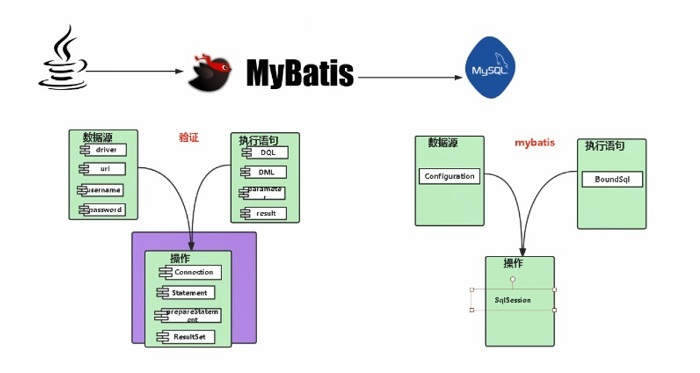 MyBatis
MySQL
数据源
driver
url
username
password
验证
执行语句
DQL
DML
paramete
r
result
操作
Connection
Statement
prepareStatem
ent
ResultSet
数据源
Configuration
mybatis
执行语句
BoundSql
操作
SqlSession